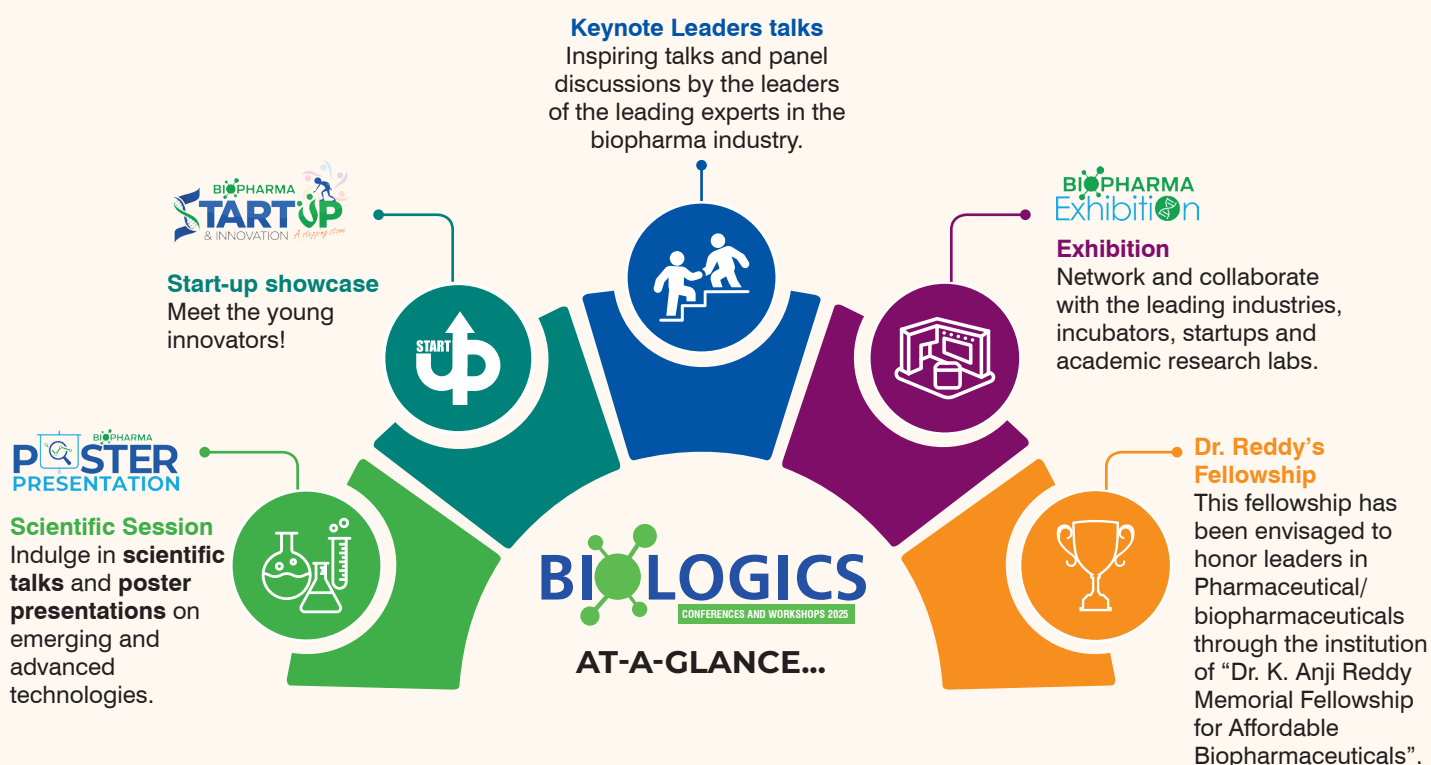 Keynote Leaders talks
Inspiring talks and panel
discussions by the leaders
of the leading experts in the
biopharma industry.
BIOPHARMA
STARTUP
& INNOVATION A stepping stone
Start-up showcase
Meet the young
innovators!
START
UP
BIOPHARMA
Exhibition
Exhibition
Network and collaborate
with the leading industries,
incubators, startups and
academic research labs.
BIOPHARMA
POSTER
PRESENTATION
Scientific Session
Indulge in scientific
talks and poster
presentations on
emerging and
advanced
technologies.
Dr. Reddy’s
Fellowship
This fellowship has
been envisaged to
honor leaders in
Pharmaceutical/
biopharmaceuticals
through the institution
of “Dr. K. Anji Reddy
Memorial Fellowship
for Affordable
Biopharmaceuticals”.
BIOLOGICS
CONFERENCES AND WORKSHOPS 2025
AT-A-GLANCE...